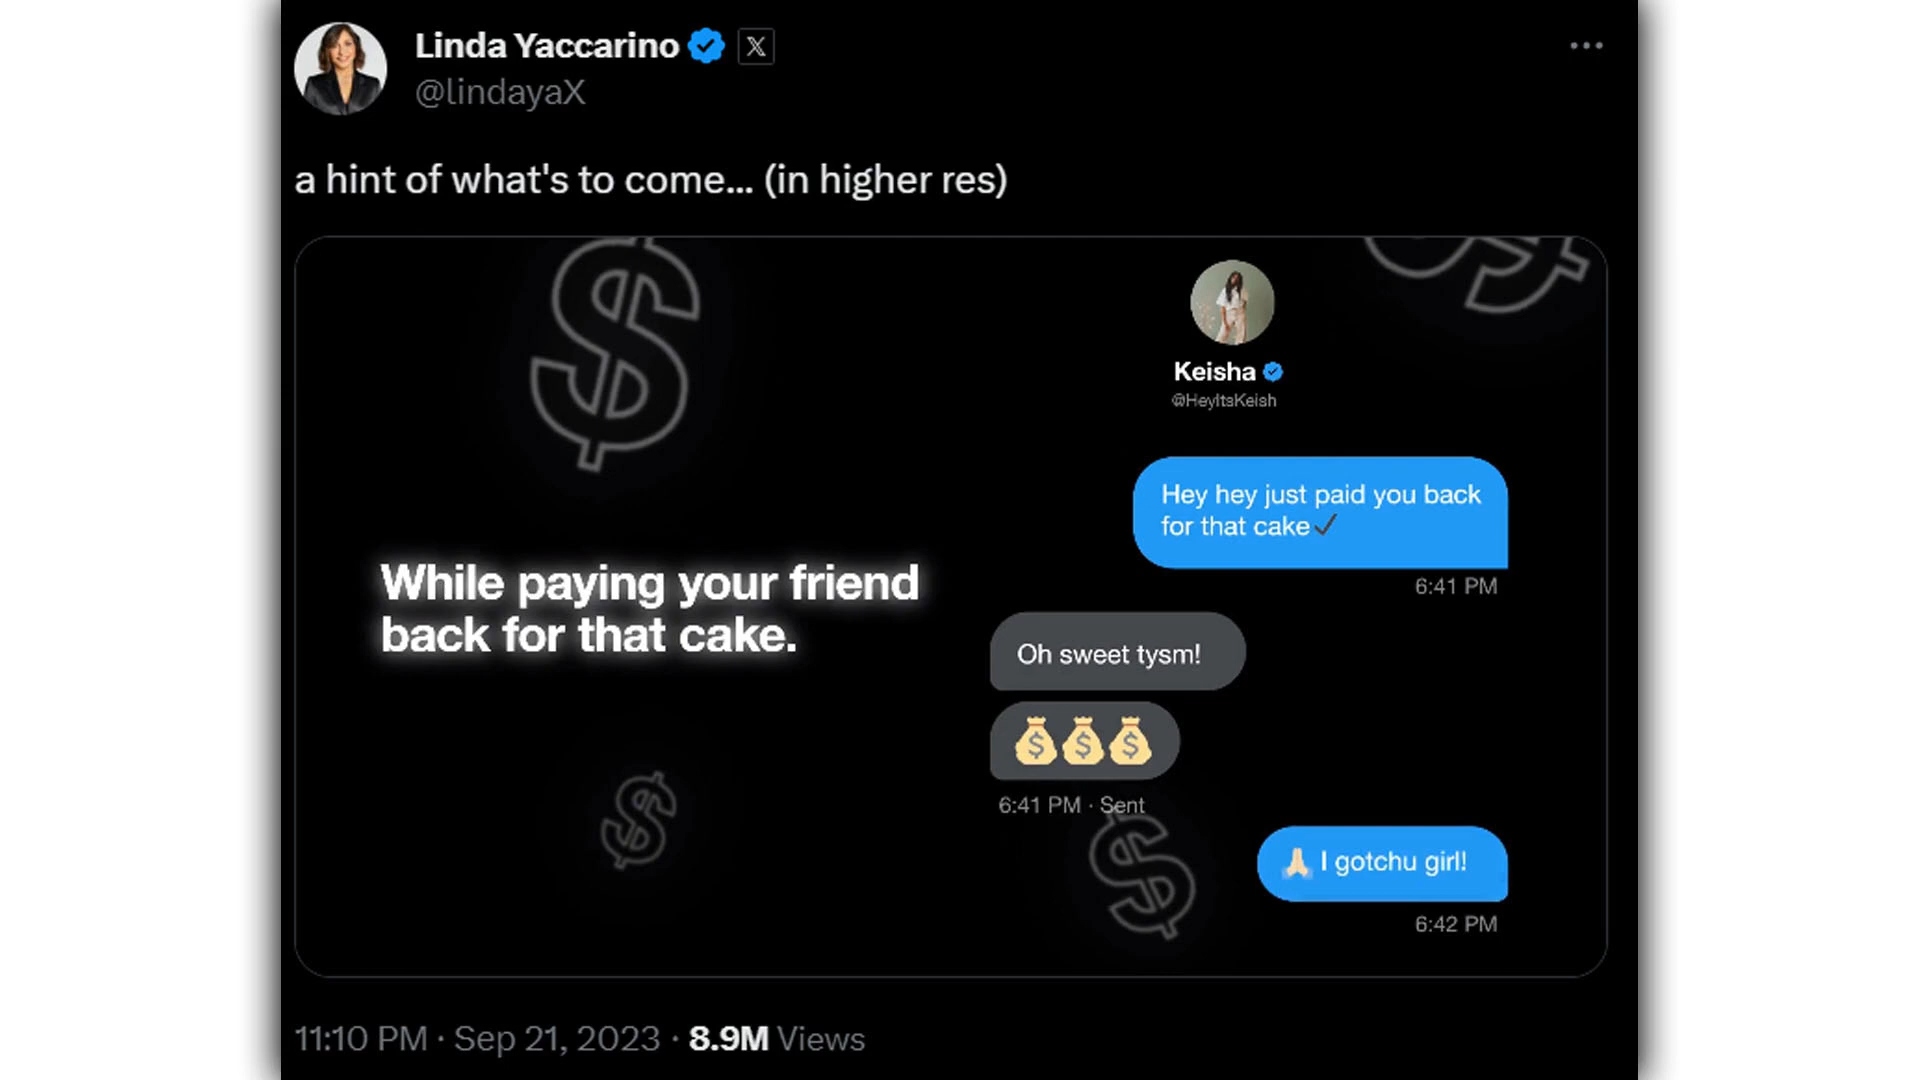 Linda Yaccarino
@lindayaX
a hint of what's to come... (in higher res)
While paying your friend
back for that cake.
Keisha
@HeyItsKeish
Hey hey just paid you back
for that cake✓
6:41 PM
Oh sweet tysm!
💰💰💰
6:41 PM · Sent
🙏🏻 I gotchu girl!
6:42 PM
11:10 PM · Sep 21, 2023 · 8.9M Views